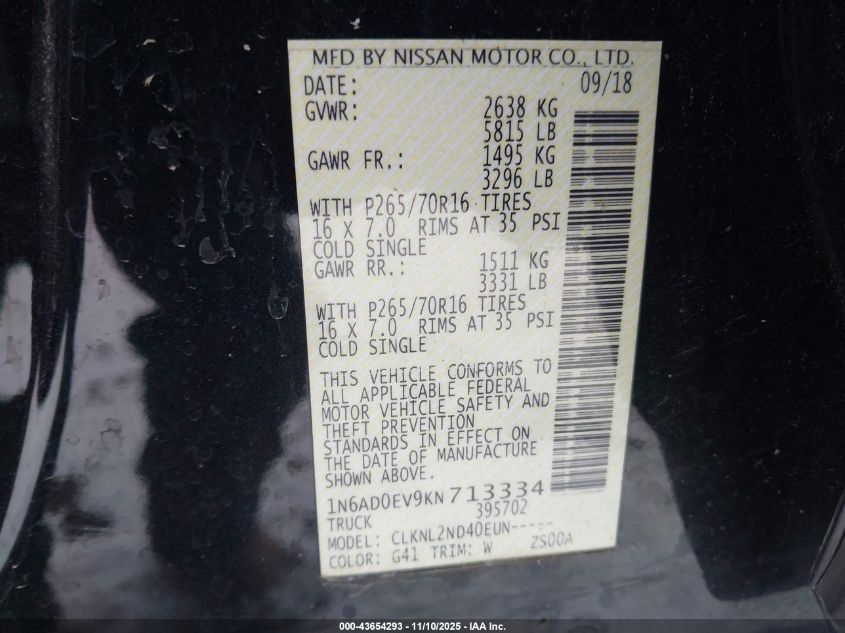 MFD BY NISSAN MOTOR CO., LTD.
DATE: 09/18
GVWR: 2638 KG
5815 LB
GAWR FR.: 1495 KG
3296 LB
WITH P265/70R16 TIRES
16 X 7.0 RIMS AT 35 PSI
COLD SINGLE
GAWR RR.: 1511 KG
3331 LB
WITH P265/70R16 TIRES
16 X 7.0 RIMS AT 35 PSI
COLD SINGLE
THIS VEHICLE CONFORMS TO
ALL APPLICABLE FEDERAL
MOTOR VEHICLE SAFETY AND
THEFT PREVENTION
STANDARDS IN EFFECT ON
THE DATE OF MANUFACTURE
SHOWN ABOVE.
1N6AD0EV9KN713334
TRUCK 395702
MODEL: CLKNL2ND40EUN-----
COLOR: G41 TRIM: W ZS00A
000-43654293 - 11/10/2025 - IAA Inc.